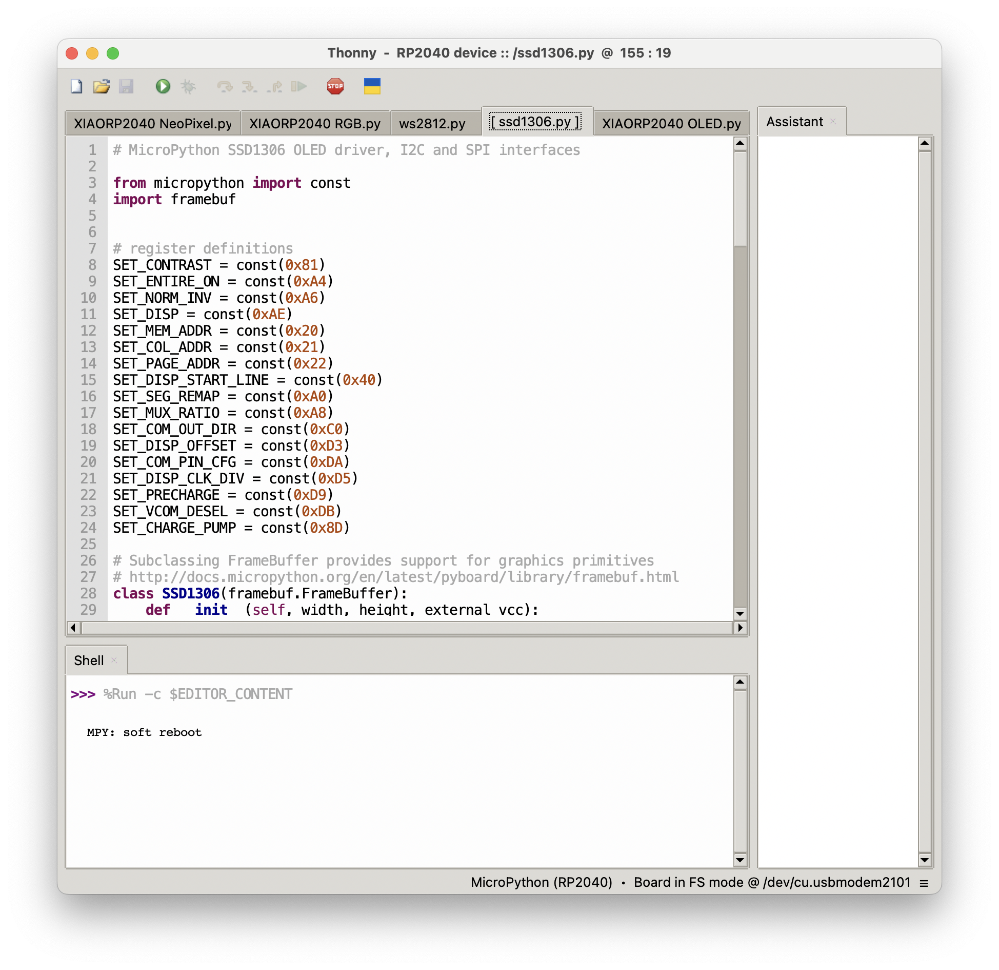 Thonny - RP2040 device :: /ssd1306.py @ 155 : 19
STOP
XIAORP2040 NeoPixel.py
XIAORP2040 RGB.py
ws2812.py
[ ssd1306.py ]
XIAORP2040 OLED.py
Assistant
1 # MicroPython SSD1306 OLED driver, I2C and SPI interfaces
2
3 from micropython import const
4 import framebuf
5
6
7 # register definitions
8 SET_CONTRAST = const(0x81)
9 SET_ENTIRE_ON = const(0xA4)
10 SET_NORM_INV = const(0xA6)
11 SET_DISP = const(0xAE)
12 SET_MEM_ADDR = const(0x20)
13 SET_COL_ADDR = const(0x21)
14 SET_PAGE_ADDR = const(0x22)
15 SET_DISP_START_LINE = const(0x40)
16 SET_SEG_REMAP = const(0xA0)
17 SET_MUX_RATIO = const(0xA8)
18 SET_COM_OUT_DIR = const(0xC0)
19 SET_DISP_OFFSET = const(0xD3)
20 SET_COM_PIN_CFG = const(0xDA)
21 SET_DISP_CLK_DIV = const(0xD5)
22 SET_PRECHARGE = const(0xD9)
23 SET_VCOM_DESEL = const(0xDB)
24 SET_CHARGE_PUMP = const(0x8D)
25
26 # Subclassing FrameBuffer provides support for graphics primitives
27 # http://docs.micropython.org/en/latest/pyboard/library/framebuf.html
28 class SSD1306(framebuf.FrameBuffer):
29 def __init__(self, width, height, external_vcc):
Shell
>>> %Run -c $EDITOR_CONTENT
MPY: soft reboot
MicroPython (RP2040) · Board in FS mode @ /dev/cu.usbmodem2101 ≡